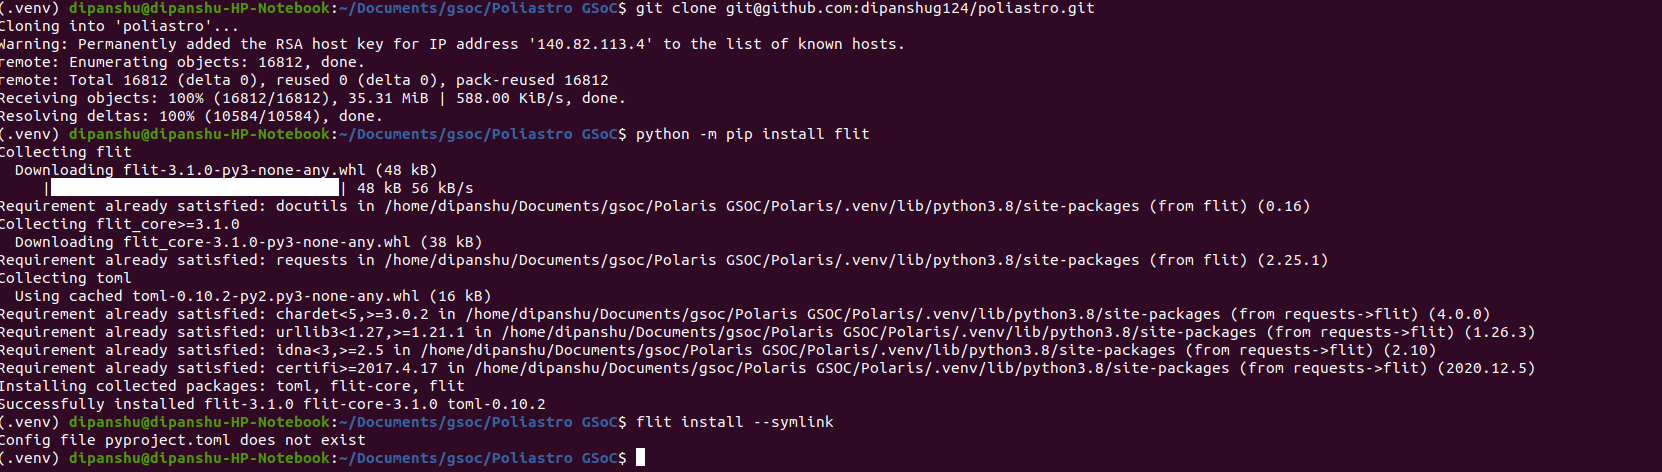 (.venv) dipanshu@dipanshu-HP-Notebook:~/Documents/gsoc/Poliastro GSoC$ git clone git@github.com:dipanshug124/poliastro.git
Cloning into 'poliastro'...
Warning: Permanently added the RSA host key for IP address '140.82.113.4' to the list of known hosts.
remote: Enumerating objects: 16812, done.
remote: Total 16812 (delta 0), reused 0 (delta 0), pack-reused 16812
Receiving objects: 100% (16812/16812), 35.31 MiB | 588.00 KiB/s, done.
Resolving deltas: 100% (10584/10584), done.
(.venv) dipanshu@dipanshu-HP-Notebook:~/Documents/gsoc/Poliastro GSoC$ python -m pip install flit
Collecting flit
  Downloading flit-3.1.0-py3-none-any.whl (48 kB)
     |████████████████████████████████| 48 kB 56 kB/s
Requirement already satisfied: docutils in /home/dipanshu/Documents/gsoc/Polaris GSOC/Polaris/.venv/lib/python3.8/site-packages (from flit) (0.16)
Collecting flit_core>=3.1.0
  Downloading flit_core-3.1.0-py3-none-any.whl (38 kB)
Requirement already satisfied: requests in /home/dipanshu/Documents/gsoc/Polaris GSOC/Polaris/.venv/lib/python3.8/site-packages (from flit) (2.25.1)
Collecting toml
  Using cached toml-0.10.2-py2.py3-none-any.whl (16 kB)
Requirement already satisfied: chardet<5,>=3.0.2 in /home/dipanshu/Documents/gsoc/Polaris GSOC/Polaris/.venv/lib/python3.8/site-packages (from requests->flit) (4.0.0)
Requirement already satisfied: urllib3<1.27,>=1.21.1 in /home/dipanshu/Documents/gsoc/Polaris GSOC/Polaris/.venv/lib/python3.8/site-packages (from requests->flit) (1.26.3)
Requirement already satisfied: idna<3,>=2.5 in /home/dipanshu/Documents/gsoc/Polaris GSOC/Polaris/.venv/lib/python3.8/site-packages (from requests->flit) (2.10)
Requirement already satisfied: certifi>=2017.4.17 in /home/dipanshu/Documents/gsoc/Polaris GSOC/Polaris/.venv/lib/python3.8/site-packages (from requests->flit) (2020.12.5)
Installing collected packages: toml, flit-core, flit
Successfully installed flit-3.1.0 flit-core-3.1.0 toml-0.10.2
(.venv) dipanshu@dipanshu-HP-Notebook:~/Documents/gsoc/Poliastro GSoC$ flit install --symlink
Config file pyproject.toml does not exist
(.venv) dipanshu@dipanshu-HP-Notebook:~/Documents/gsoc/Poliastro GSoC$